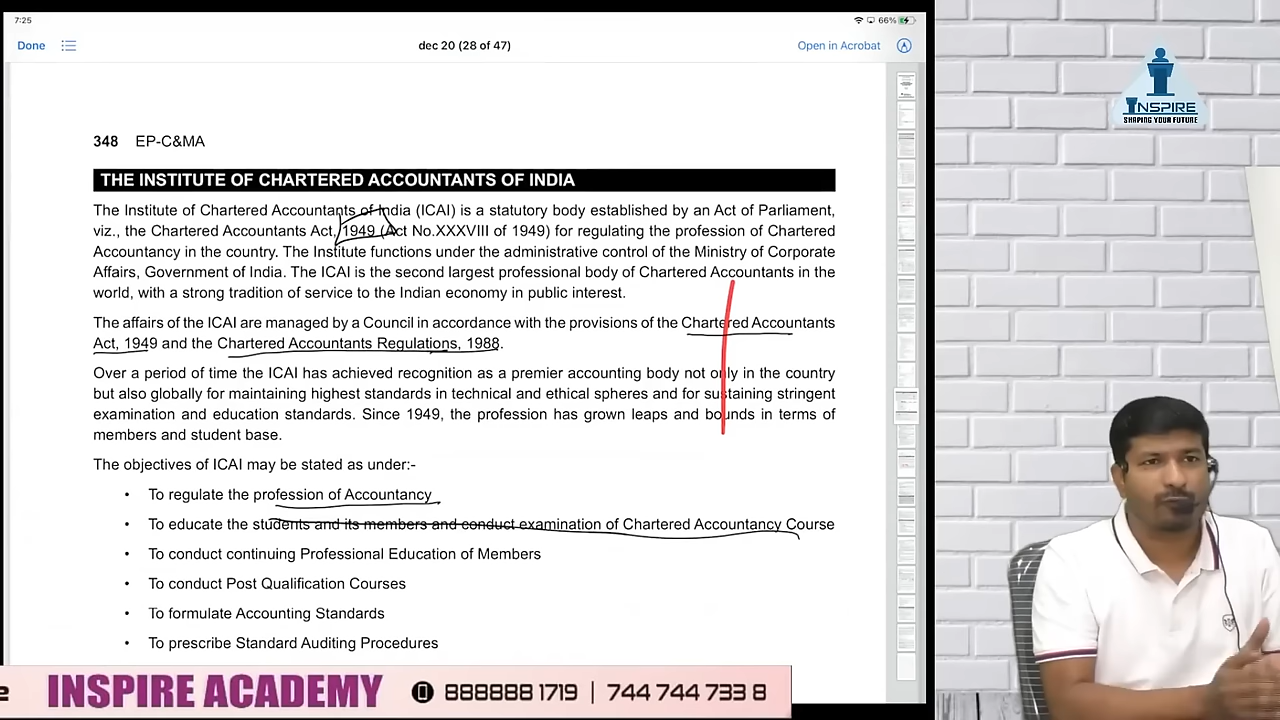 7:25
66%
Done
dec 20 (28 of 47)
Open in Acrobat
INSPIRE
SHAPING YOUR FUTURE
348 EP-C&MA
THE INSTITUTE OF CHARTERED ACCOUNTANTS OF INDIA
The Institute of Chartered Accountants of India (ICAI) is a statutory body established by an Act of Parliament,
viz., the Chartered Accountants Act, 1949 (Act No.XXXVIII of 1949) for regulating the profession of Chartered
Accountancy in the country. The Institute functions under the administrative control of the Ministry of Corporate
Affairs, Government of India. The ICAI is the second largest professional body of Chartered Accountants in the
world, with a strong tradition of service to the Indian economy in public interest.
The affairs of the ICAI are managed by a Council in accordance with the provisions of the Chartered Accountants
Act, 1949 and the Chartered Accountants Regulations, 1988.
Over a period of time the ICAI has achieved recognition as a premier accounting body not only in the country
but also globally for maintaining highest standards in technical and ethical spheres and for sustaining stringent
examination and education standards. Since 1949, the profession has grown leaps and bounds in terms of
members and student base.
The objectives of ICAI may be stated as under:-
• To regulate the profession of Accountancy
• To educate the students and its members and conduct examination of Chartered Accountancy Course
• To conduct continuing Professional Education of Members
• To conduct Post Qualification Courses
• To formulate Accounting Standards
• To prescribe Standard Auditing Procedures
e INSPIRE ACADEMY 888888 1719 | 744 744 733 8